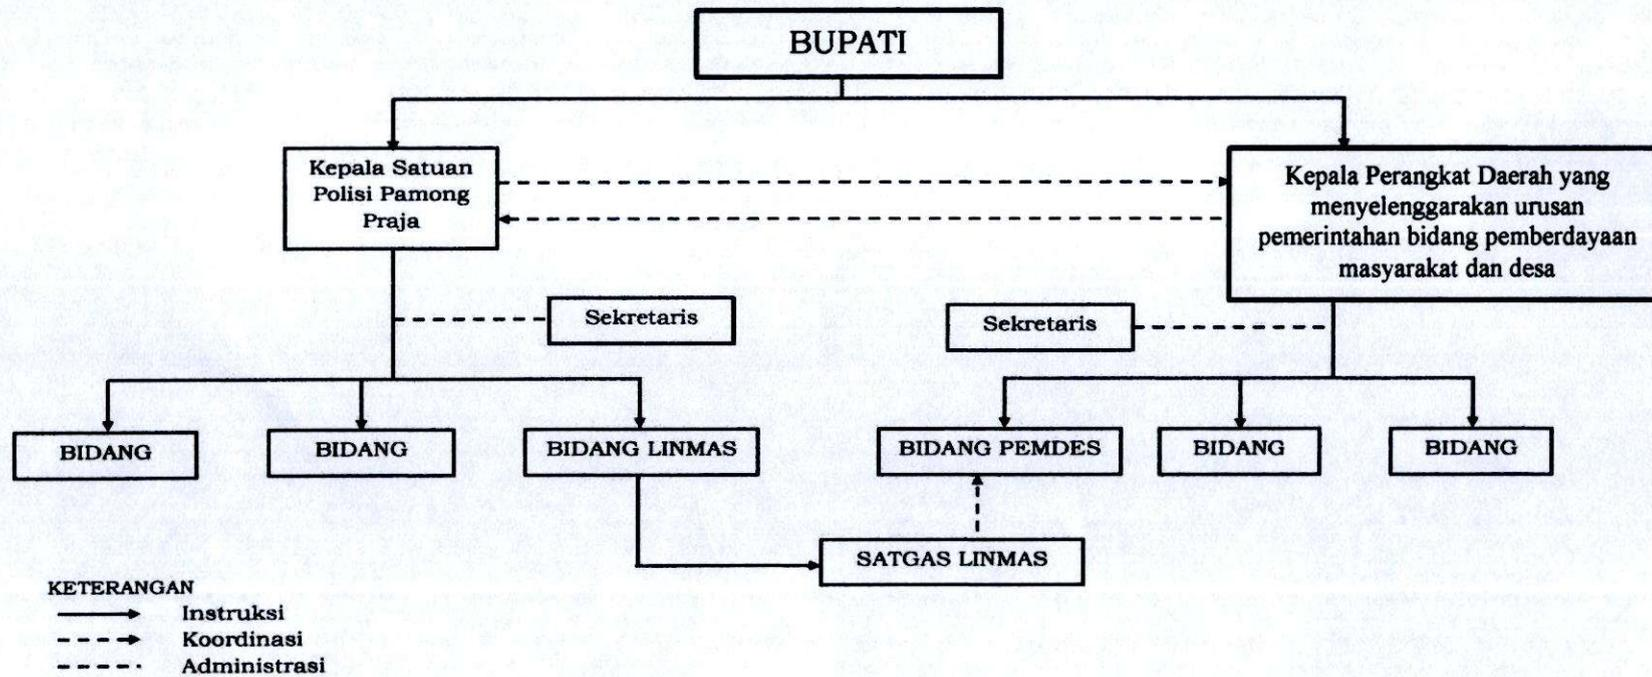 BUPATI
Kepala Satuan
Polisi Pamong
Praja
Kepala Perangkat Daerah yang
menyelenggarakan urusan
pemerintahan bidang pemberdayaan
masyarakat dan desa
Sekretaris
Sekretaris
BIDANG
BIDANG
BIDANG LINMAS
BIDANG PEMDES
BIDANG
BIDANG
SATGAS LINMAS
KETERANGAN
Instruksi
Koordinasi
Administrasi